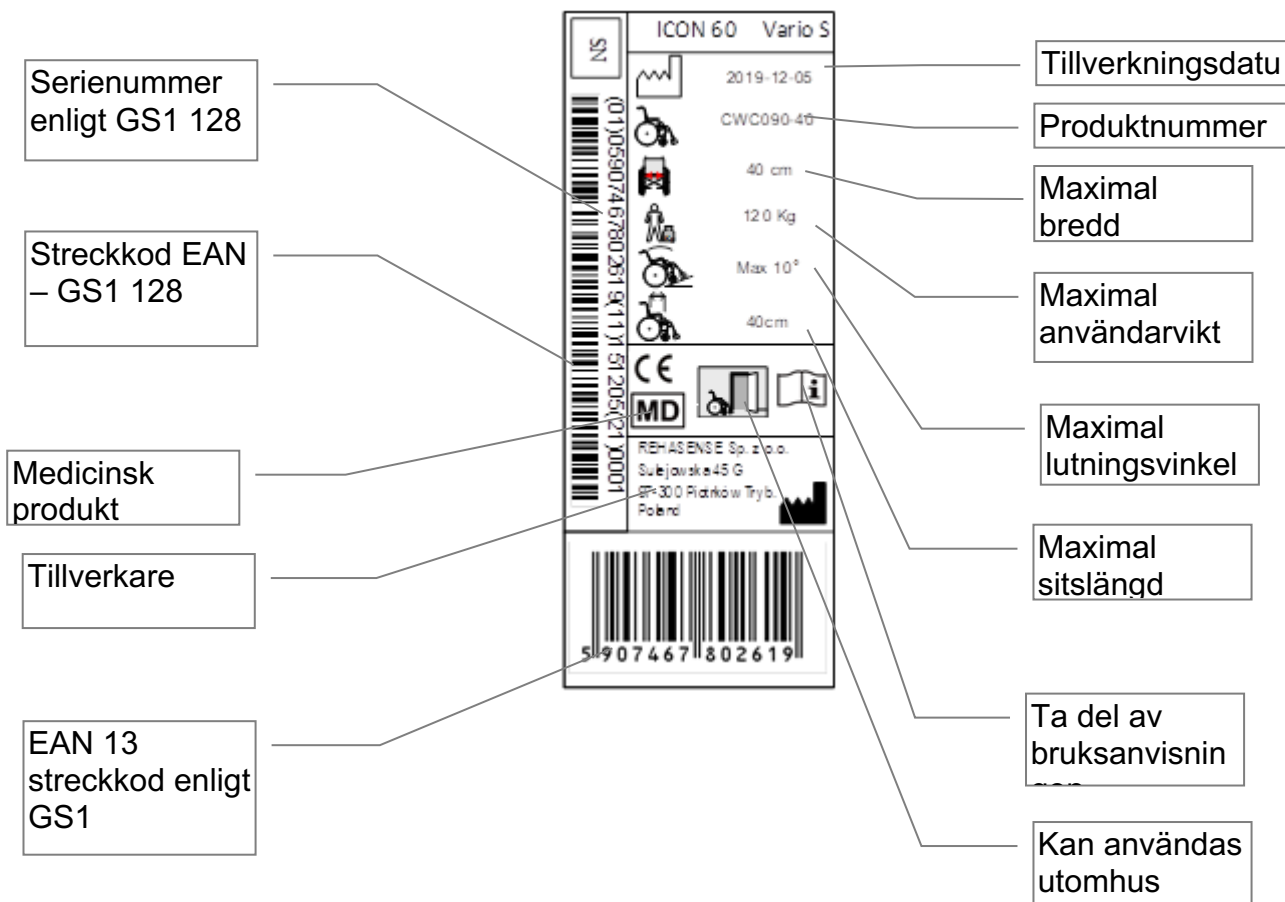 Serienummer
enligt GS1 128
Streckkod EAN
– GS1 128
Medicinsk
produkt
Tillverkare
EAN 13
streckkod enligt
GS1
SN
(01)05907467802619(11)151205(21)0001
ICON 60 Vario S
2019-12-05
CWC090-40
40 cm
120 Kg
Max 10°
40cm
CE
MD
i
REHASENSE Sp. z o.o.
Sulejowska 45 G
97-300 Piotrków Tryb.
Poland
5 907467 802619
Tillverkningsdatu
Produktnummer
Maximal
bredd
Maximal
användarvikt
Maximal
lutningsvinkel
Maximal
sitslängd
Ta del av
bruksanvisnin
gen
Kan användas
utomhus